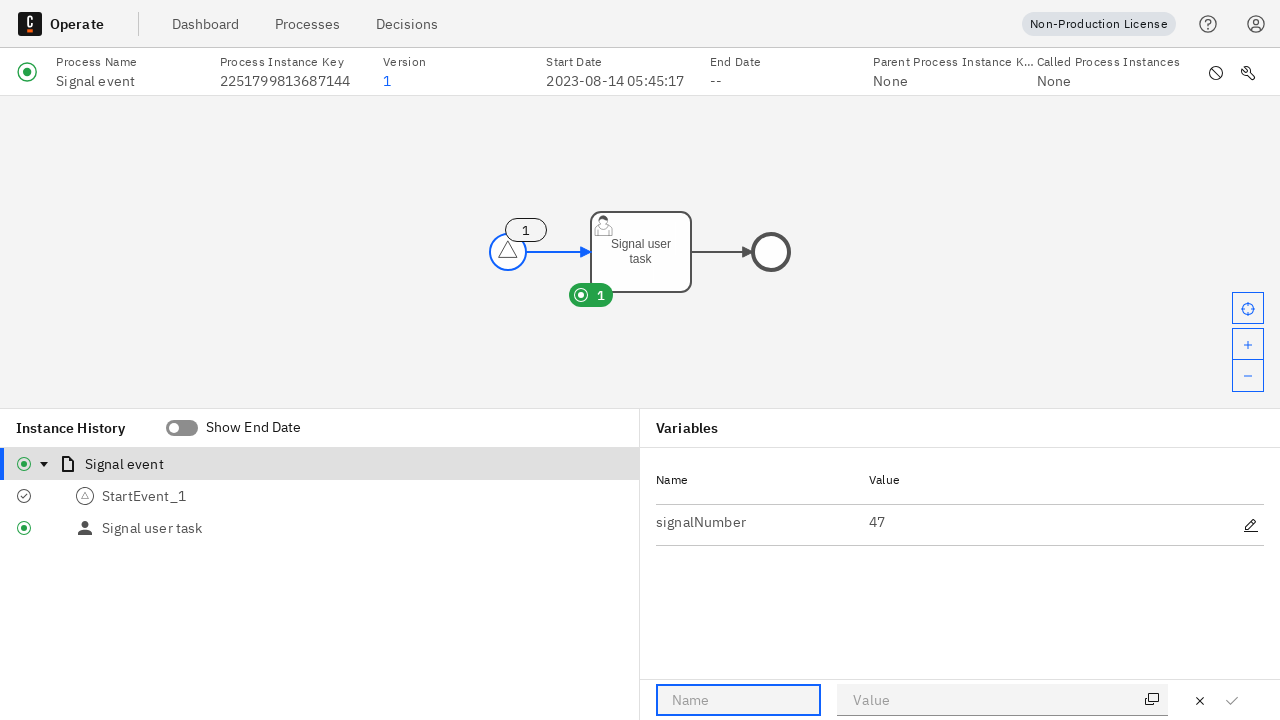 Operate
Dashboard
Processes
Decisions
Non-Production License
Process Name
Signal event
Process Instance Key
2251799813687144
Version
1
Start Date
2023-08-14 05:45:17
End Date
--
Parent Process Instance K...
None
Called Process Instances
None
1
Signal user
task
1
Instance History
Show End Date
Signal event
StartEvent_1
Signal user task
Variables
Name
Value
signalNumber
47
Name
Value